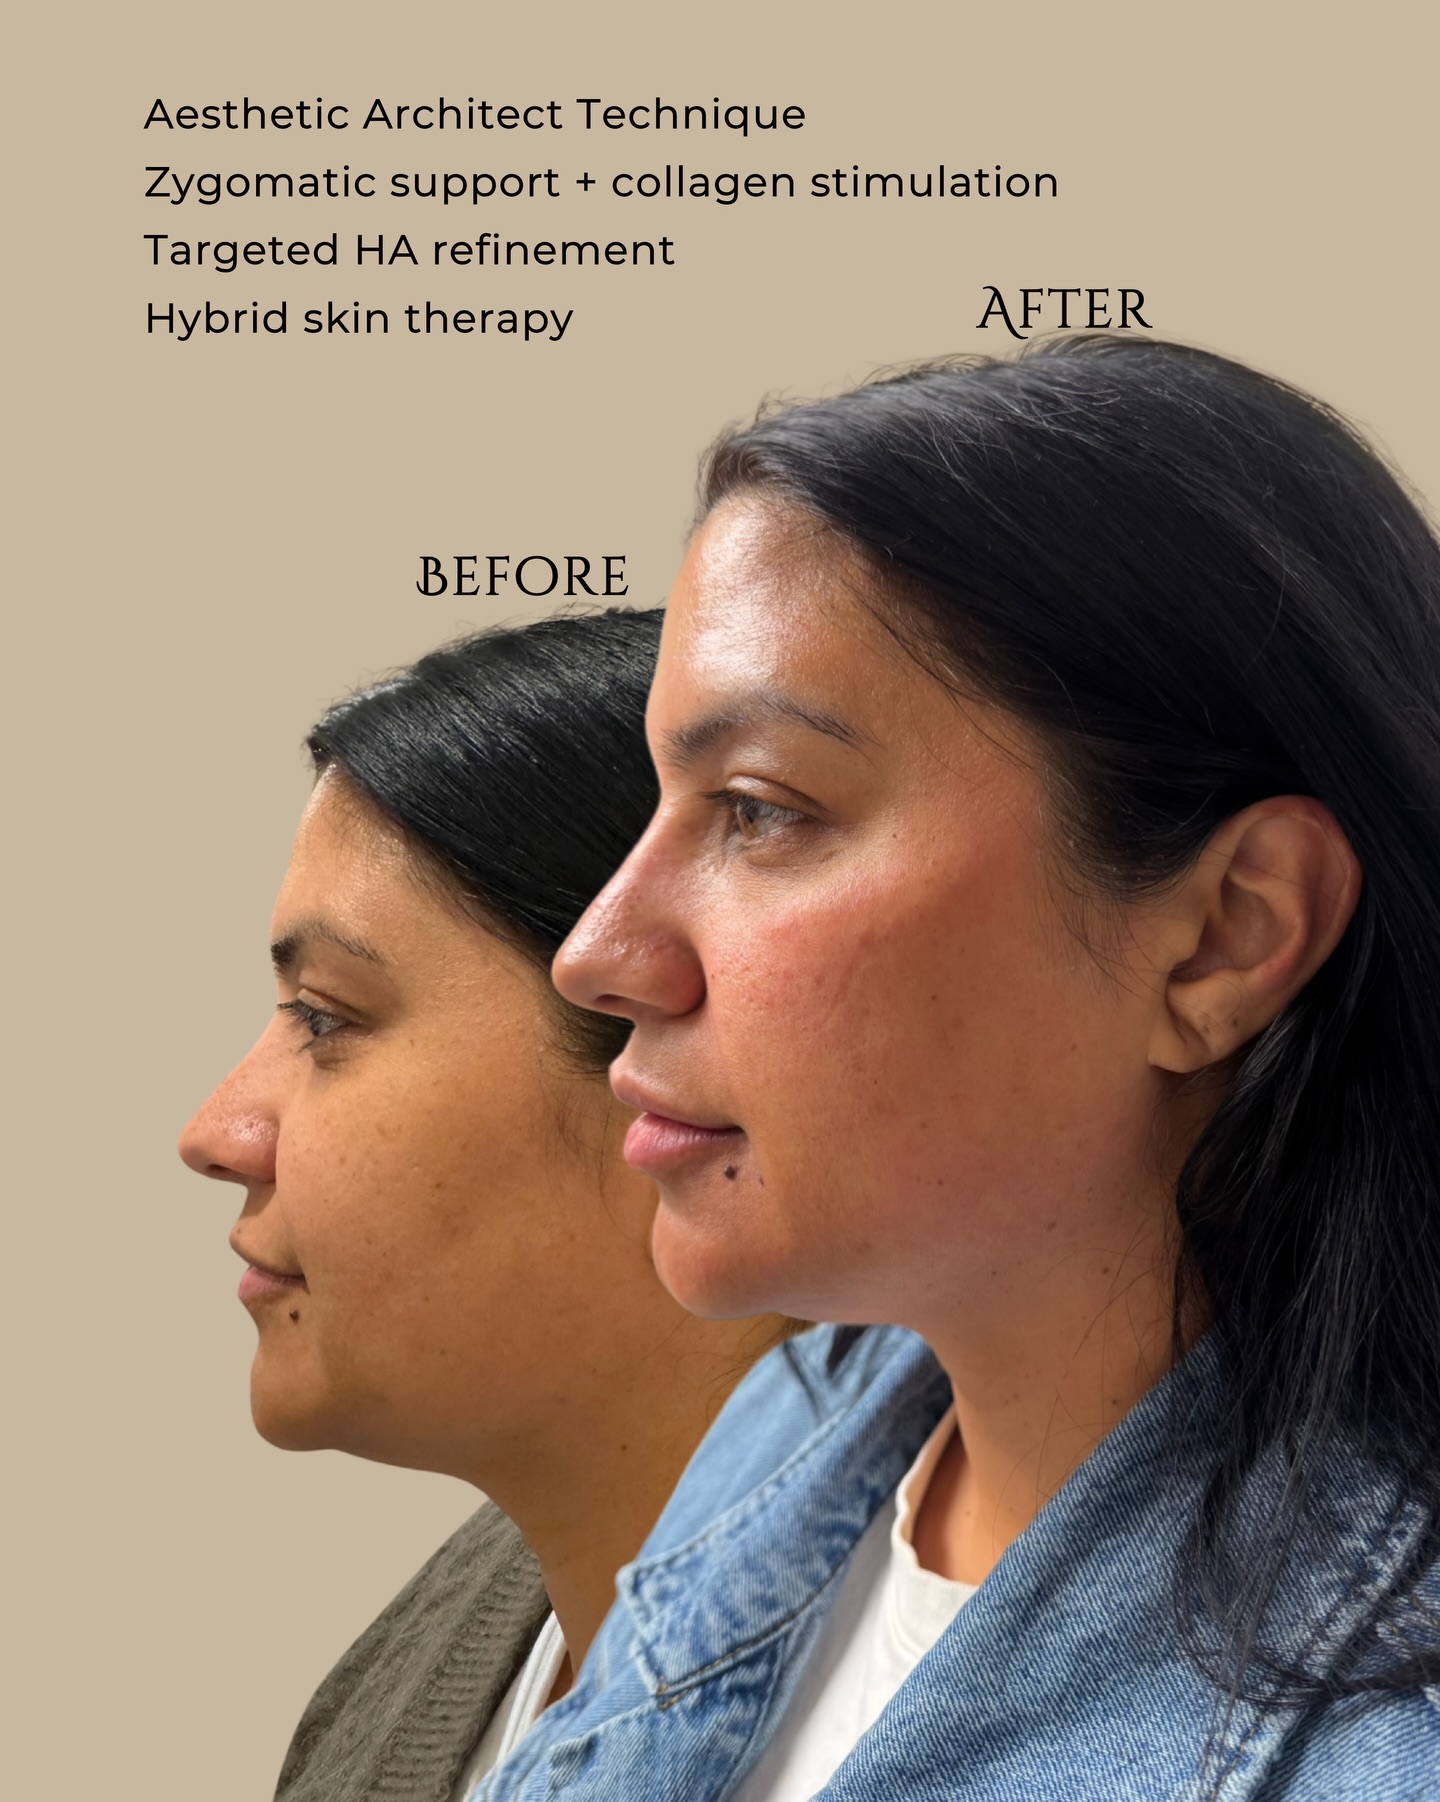 Aesthetic Architect Technique
Zygomatic support + collagen stimulation
Targeted HA refinement
Hybrid skin therapy
AFTER
BEFORE